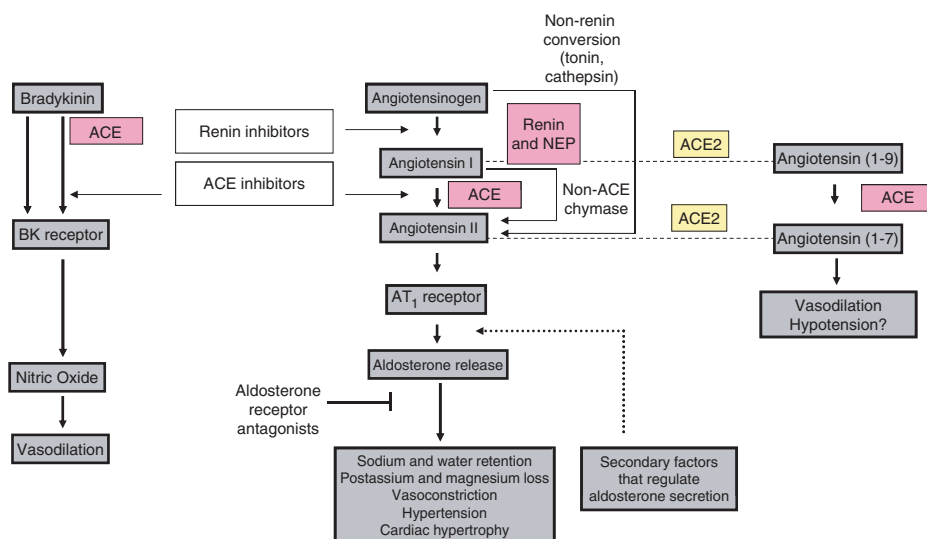 Non-renin
conversion
(tonin,
cathepsin)
Bradykinin
ACE
Renin inhibitors
ACE inhibitors
BK receptor
Nitric Oxide
Vasodilation
Angiotensinogen
Renin
and NEP
Angiotensin I
ACE
Non-ACE
chymase
Angiotensin II
AT1 receptor
Aldosterone release
Aldosterone
receptor
antagonists
Sodium and water retention
Postassium and magnesium loss
Vasoconstriction
Hypertension
Cardiac hypertrophy
Secondary factors
that regulate
aldosterone secretion
ACE2
ACE2
Angiotensin (1-9)
ACE
Angiotensin (1-7)
Vasodilation
Hypotension?